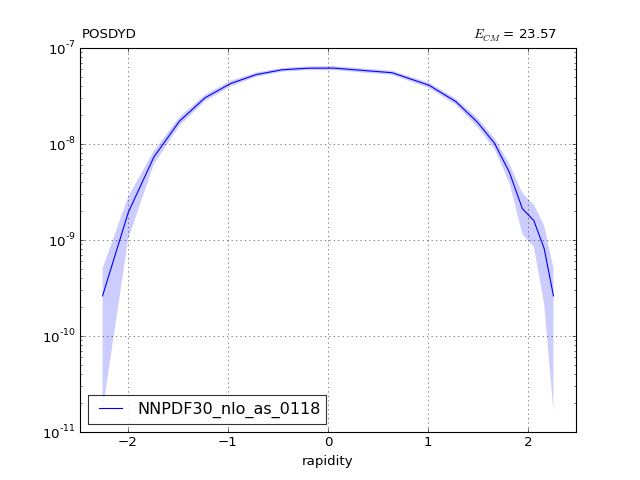 POSDYD
E_CM = 23.57
10^-7
10^-8
10^-9
10^-10
10^-11
NNPDF30_nlo_as_0118
−2 −1 0 1 2
rapidity